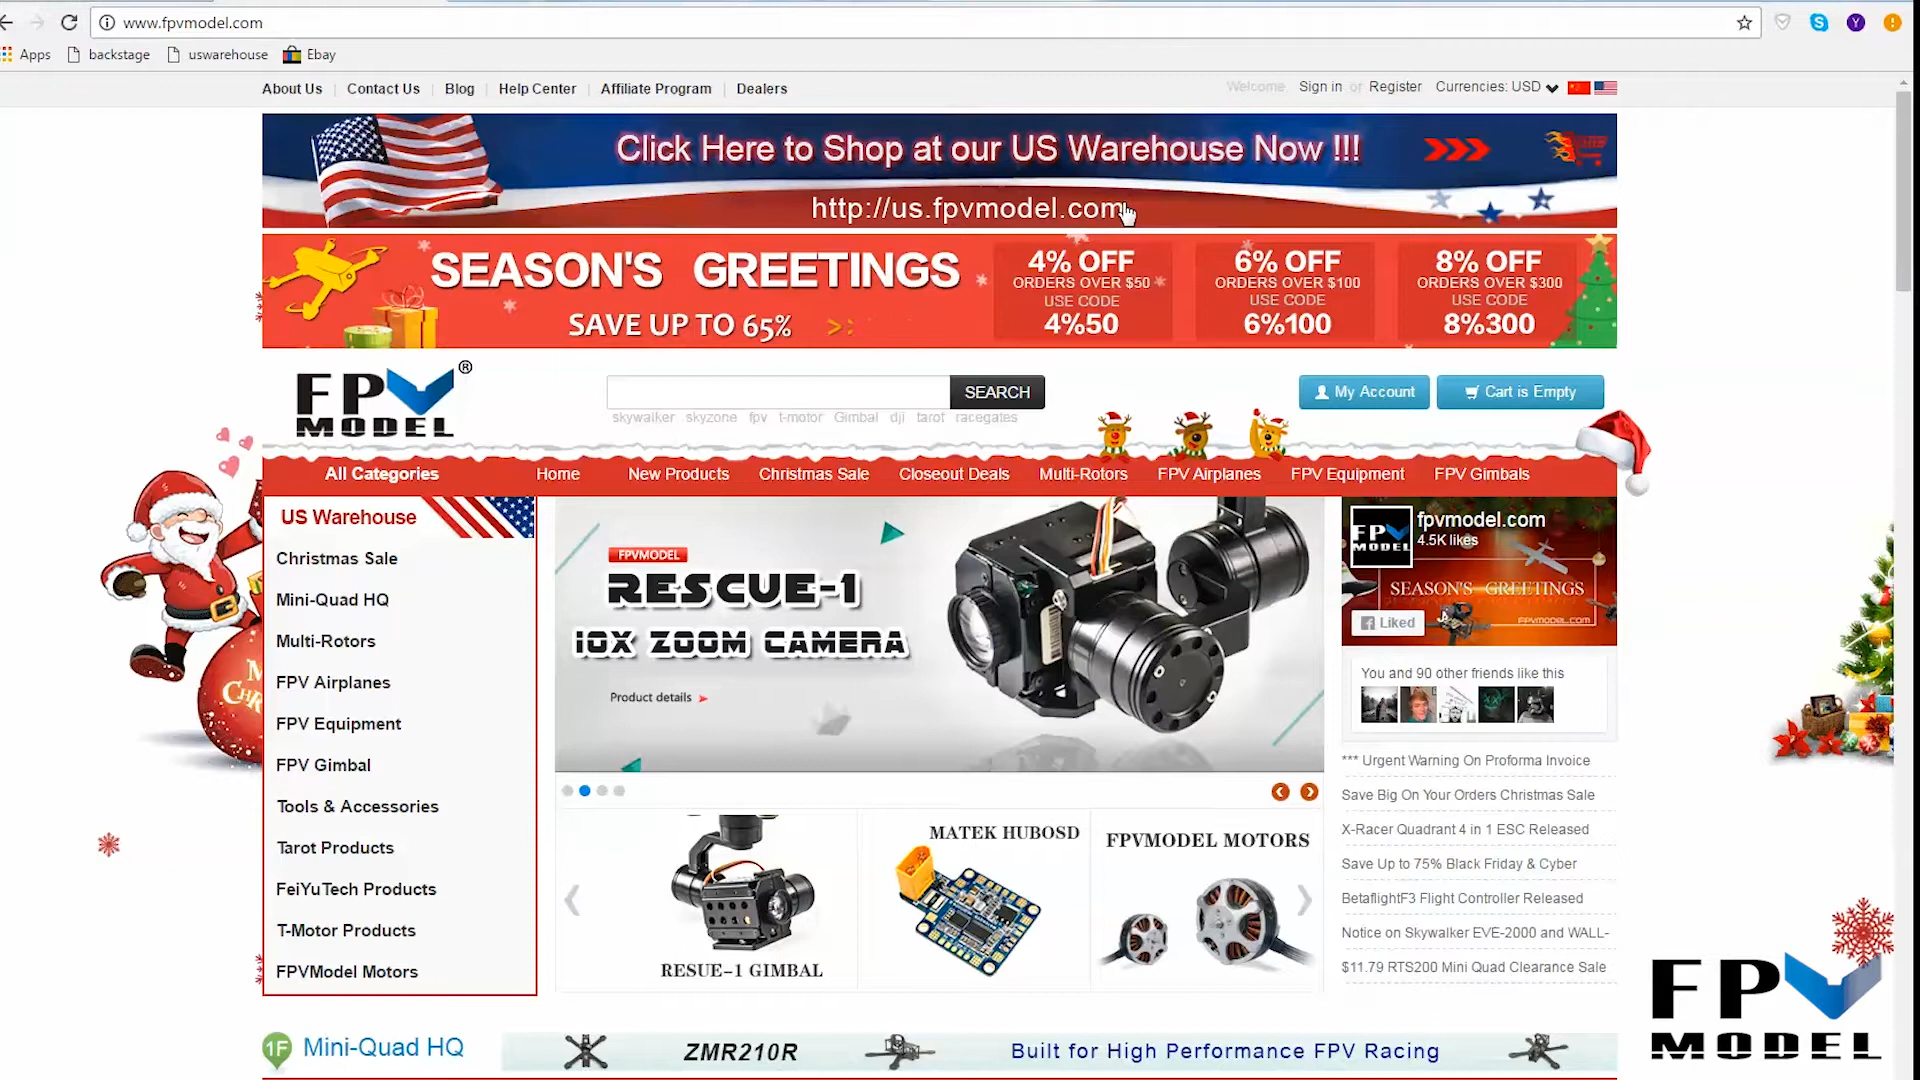 www.fpvmodel.com
Apps backstage uswarehouse Ebay
About Us Contact Us Blog Help Center Affiliate Program Dealers
Welcome Sign in or Register Currencies: USD
Click Here to Shop at our US Warehouse Now !!!
http://us.fpvmodel.com
SEASON'S GREETINGS
SAVE UP TO 65%
4% OFF
ORDERS OVER $50
USE CODE
4%50
6% OFF
ORDERS OVER $100
USE CODE
6%100
8% OFF
ORDERS OVER $300
USE CODE
8%300
FPV MODEL ®
SEARCH
skywalker skyzone fpv t-motor Gimbal dji tarot racegates
My Account
Cart is Empty
All Categories Home New Products Christmas Sale Closeout Deals Multi-Rotors FPV Airplanes FPV Equipment FPV Gimbals
US Warehouse
Christmas Sale
Mini-Quad HQ
Multi-Rotors
FPV Airplanes
FPV Equipment
FPV Gimbal
Tools & Accessories
Tarot Products
FeiYuTech Products
T-Motor Products
FPVModel Motors
FPVMODEL
RESCUE-1
10X ZOOM CAMERA
Product details
RESUE-1 GIMBAL
MATEK HUBOSD
FPVMODEL MOTORS
FPV MODEL
fpvmodel.com
4.5K likes
SEASON'S GREETINGS
FPVMODEL.COM
Liked
You and 90 other friends like this
*** Urgent Warning On Proforma Invoice
Save Big On Your Orders Christmas Sale
X-Racer Quadrant 4 in 1 ESC Released
Save Up to 75% Black Friday & Cyber
BetaflightF3 Flight Controller Released
Notice on Skywalker EVE-2000 and WALL-
$11.79 RTS200 Mini Quad Clearance Sale
1F Mini-Quad HQ
ZMR210R
Built for High Performance FPV Racing
FPV
MODEL